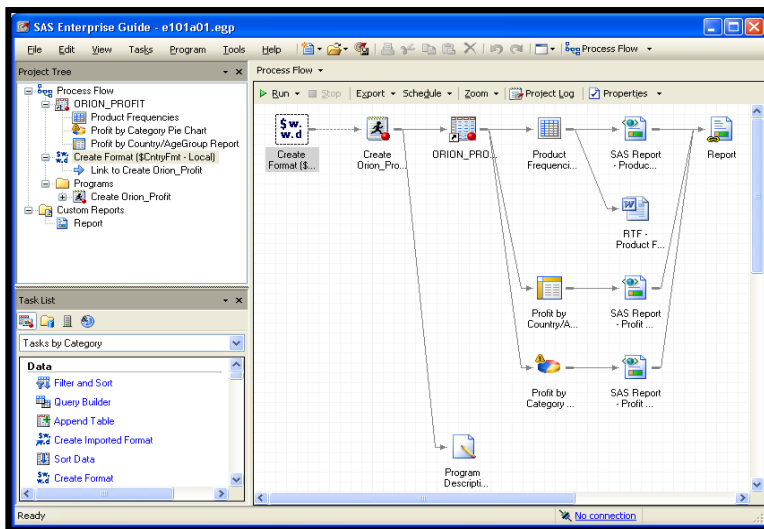 SAS Enterprise Guide - e101a01.egp
File Edit View Tasks Program Tools Help Process Flow
Project Tree
Process Flow
ORION_PROFIT
Product Frequencies
Profit by Category Pie Chart
Profit by Country/AgeGroup Report
Create Format ($CntryFmt - Local)
Link to Create Orion_Profit
Programs
Create Orion_Profit
Custom Reports
Report
Task List
Tasks by Category
Data
Filter and Sort
Query Builder
Append Table
Create Imported Format
Sort Data
Create Format
Process Flow
Run Stop Export Schedule Zoom Project Log Properties
$w.
w.d
Create
Format ($...
Create
Orion_Pro...
ORION_PRO...
Product
Frequenci...
SAS Report
- Produc...
Report
RTF -
Product F...
Profit by
Country/A...
SAS Report
- Profit ...
Profit by
Category ...
SAS Report
- Profit ...
Program
Descripti...
Ready
No connection